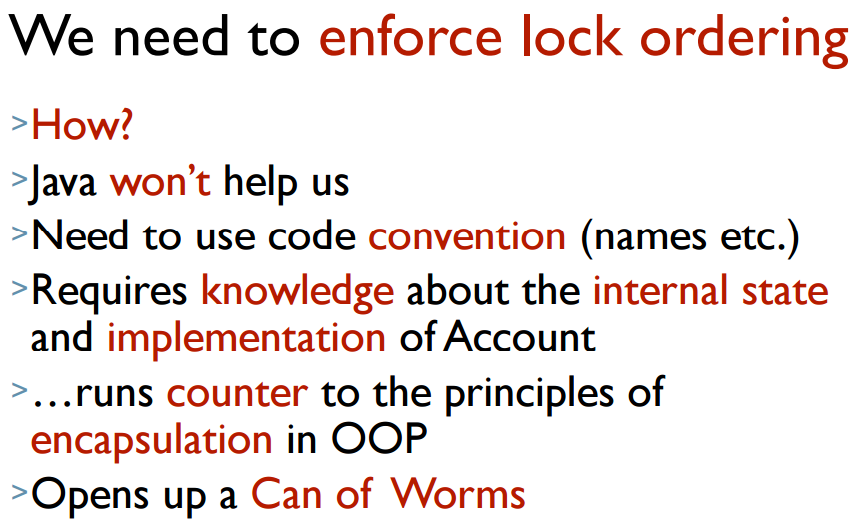 We need to enforce lock ordering
>How?
>Java won't help us
>Need to use code convention (names etc.)
>Requires knowledge about the internal state
and implementation of Account
>…runs counter to the principles of
encapsulation in OOP
>Opens up a Can of Worms